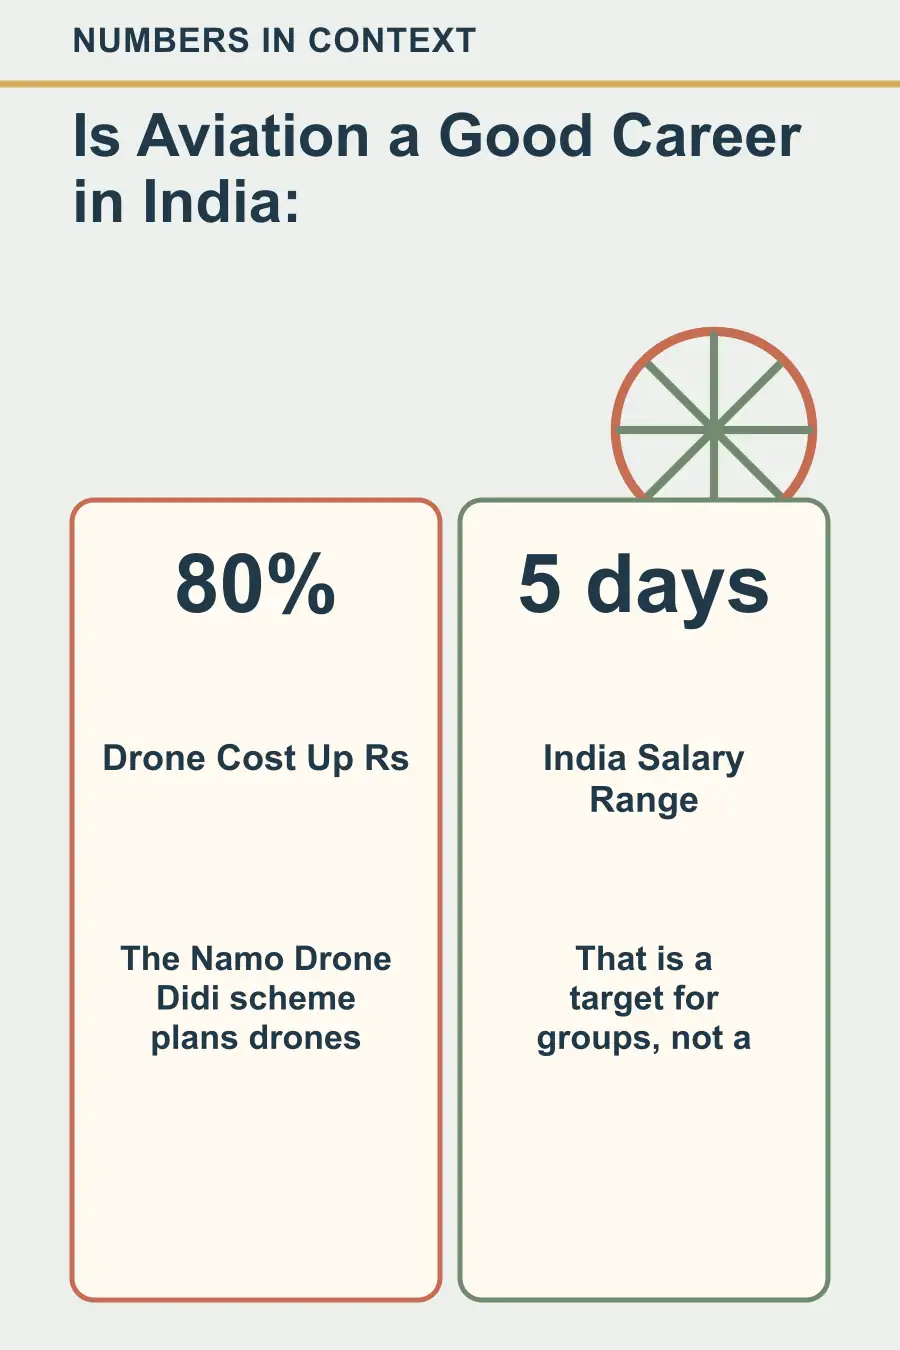 NUMBERS IN CONTEXT
Is Aviation a Good Career
in India:
80%
Drone Cost Up Rs
The Namo Drone
Didi scheme
plans drones
5 days
India Salary
Range
That is a
target for
groups, not a